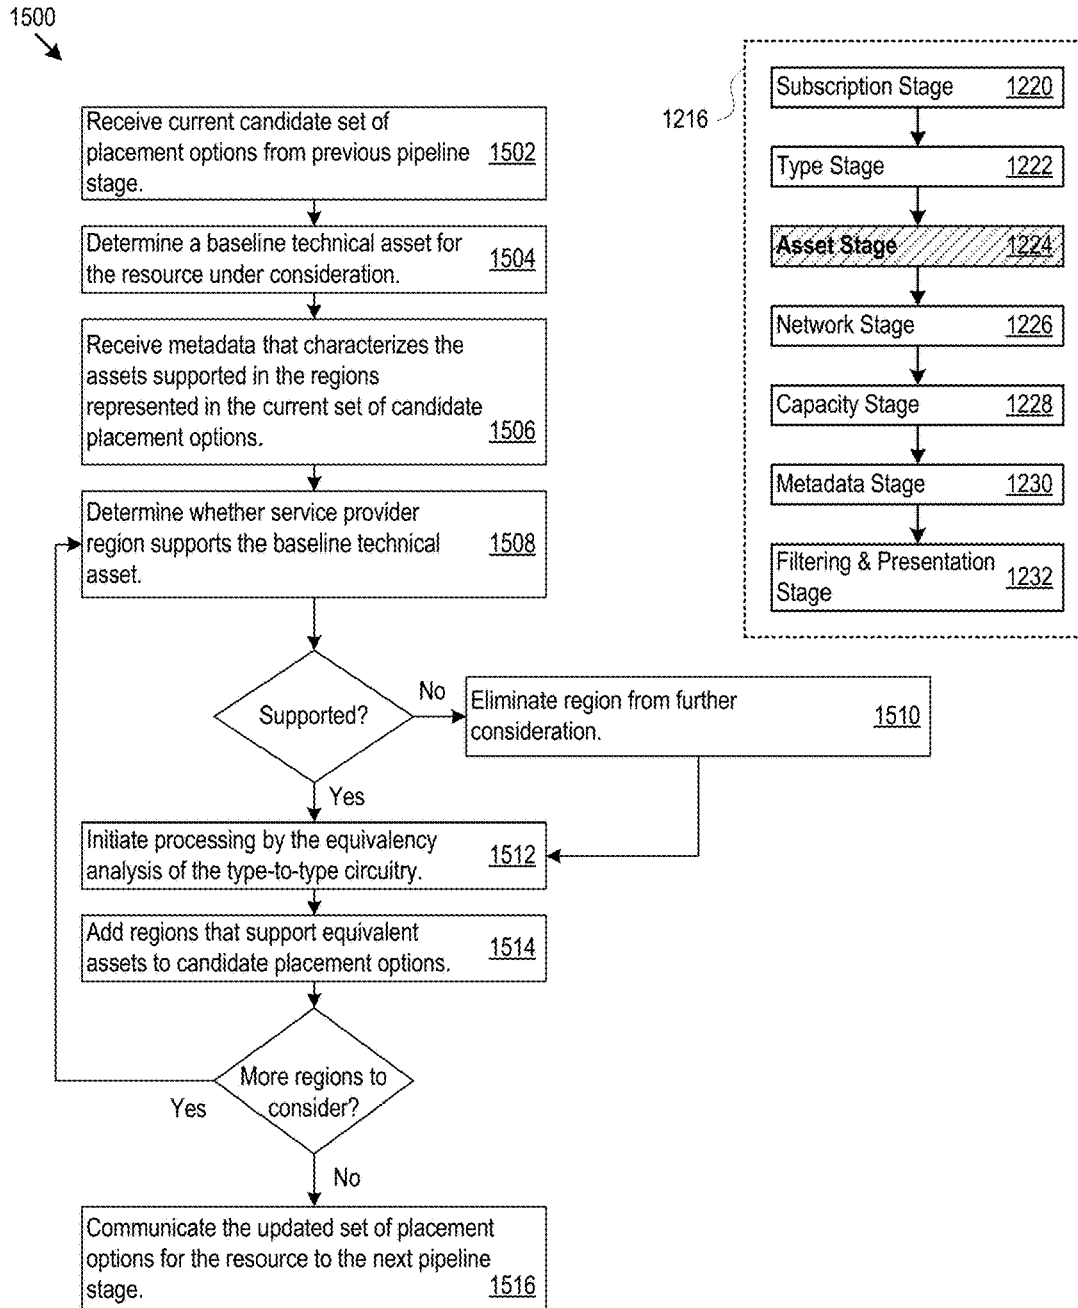 1500
Receive current candidate set of
placement options from previous pipeline
stage.
1502
Determine a baseline technical asset for
the resource under consideration.
1504
Receive metadata that characterizes the
assets supported in the regions
represented in the current set of candidate
placement options.
1506
Determine whether service provider
region supports the baseline technical
asset.
1508
Supported?
No
Eliminate region from further
consideration.
1510
Yes
Initiate processing by the equivalency
analysis of the type-to-type circuitry.
1512
Add regions that support equivalent
assets to candidate placement options.
1514
More regions to
consider?
Yes
No
Communicate the updated set of placement
options for the resource to the next pipeline
stage.
1516
1216
Subscription Stage 1220
Type Stage 1222
Asset Stage 1224
Network Stage 1226
Capacity Stage 1228
Metadata Stage 1230
Filtering & Presentation
Stage
1232